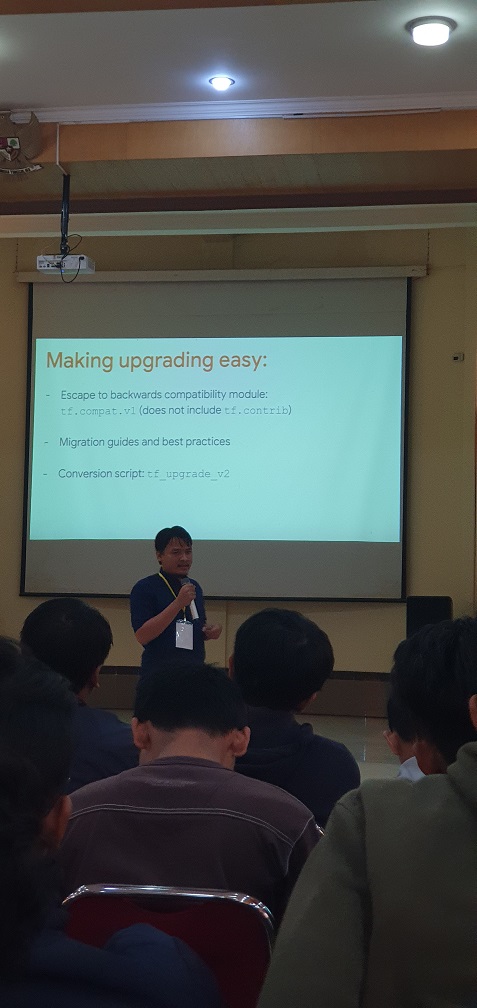 Making upgrading easy:
- Escape to backwards compatibility module:
tf.compat.v1 (does not include tf.contrib)
- Migration guides and best practices
- Conversion script: tf_upgrade_v2